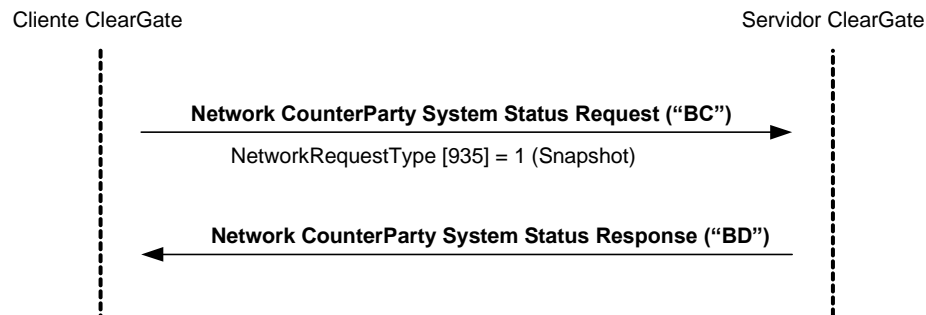 Cliente ClearGate
Servidor ClearGate
Network CounterParty System Status Request (“BC”)
NetworkRequestType [935] = 1 (Snapshot)
Network CounterParty System Status Response (“BD”)